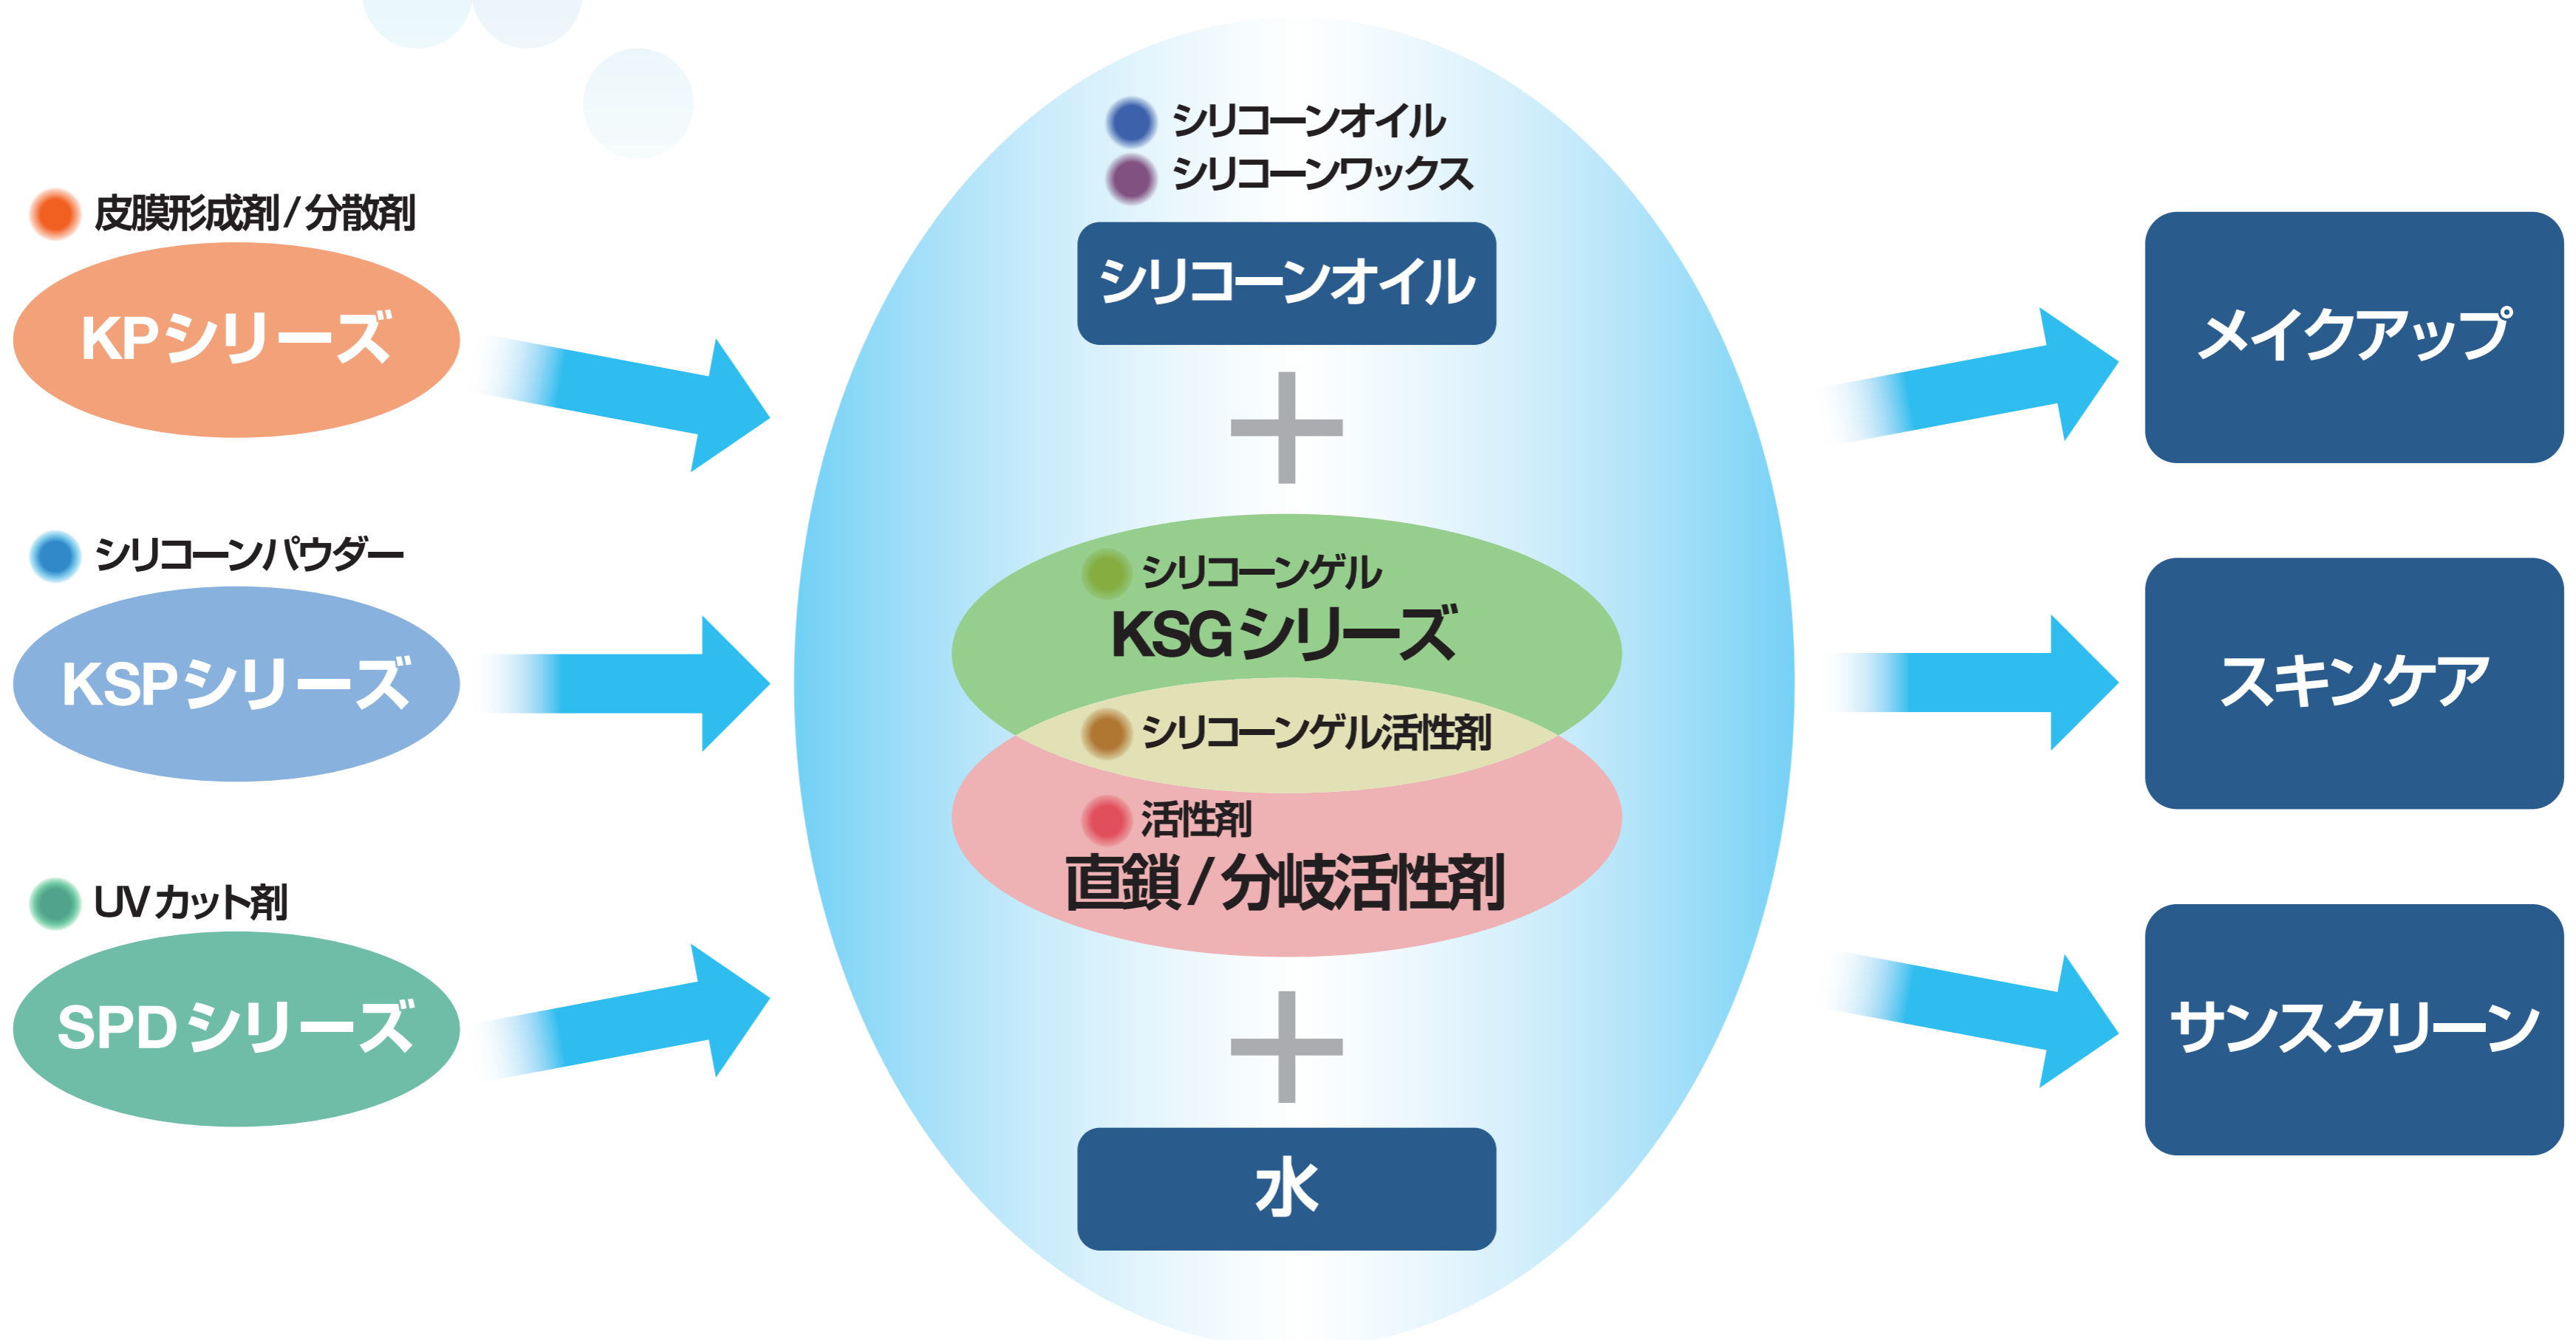 皮膜形成剤/分散剤
KPシリーズ
シリコーンパウダー
KSPシリーズ
UVカット剤
SPDシリーズ
シリコーンオイル
シリコーンワックス
シリコーンオイル
+
シリコーンゲル
KSGシリーズ
シリコーンゲル活性剤
活性剤
直鎖/分岐活性剤
+
水
メイクアップ
スキンケア
サンスクリーン